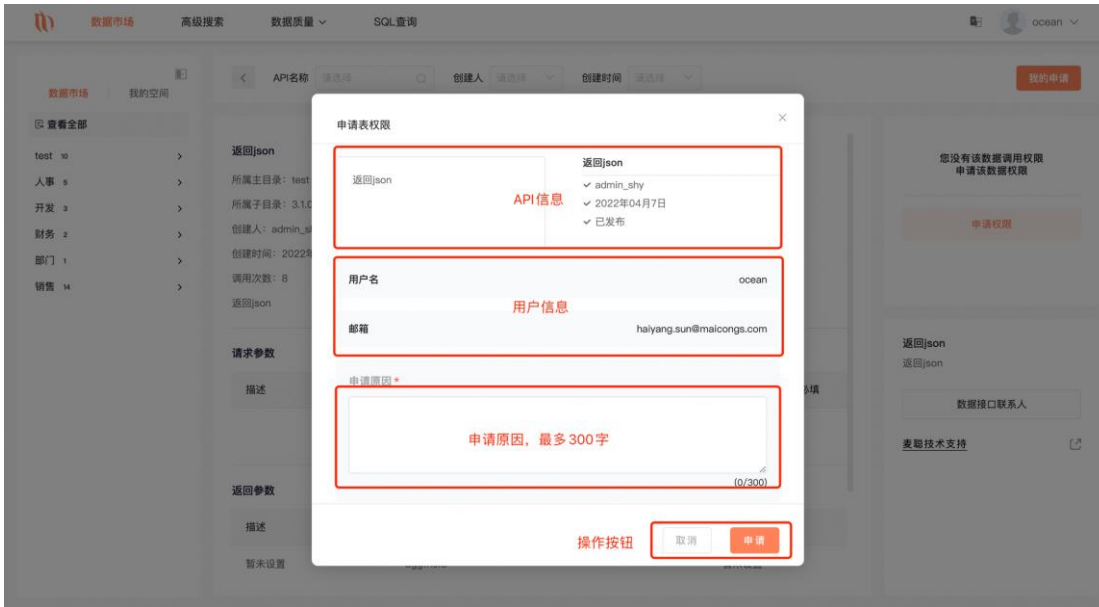 数据市场 高级搜索 数据质量 SQL查询 ocean
数据市场 我的空间
API名称 请选择 创建人 请选择 创建时间 请选择 我的申请
查看全部
test 10
人事 5
开发 3
财务 2
部门 1
销售 14
返回json
所属主目录：test
所属子目录：3.1.0
创建人：admin_s
创建时间：2022
调用次数：8
返回json
请求参数
描述
必填
返回参数
描述
暂未设置
申请表权限
返回json
API信息
返回json
admin_shy
2022年04月7日
已发布
用户名 ocean
用户信息
邮箱 haiyang.sun@maicongs.com
申请原因 *
申请原因，最多300字
(0/300)
操作按钮 取消 申请
您没有该数据调用权限
申请该数据权限
申请权限
返回json
返回json
数据接口联系人
麦聪技术支持